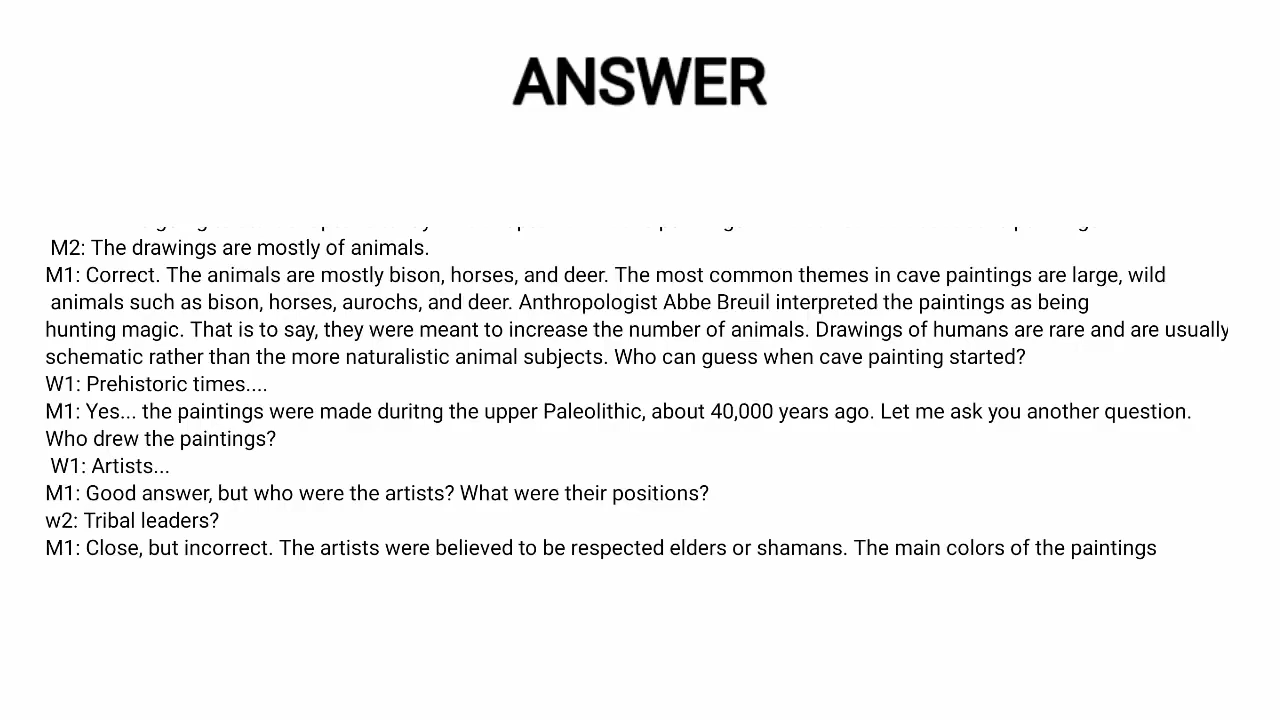 ANSWER
M2: The drawings are mostly of animals.
M1: Correct. The animals are mostly bison, horses, and deer. The most common themes in cave paintings are large, wild
animals such as bison, horses, aurochs, and deer. Anthropologist Abbe Breuil interpreted the paintings as being
hunting magic. That is to say, they were meant to increase the number of animals. Drawings of humans are rare and are usually
schematic rather than the more naturalistic animal subjects. Who can guess when cave painting started?
W1: Prehistoric times....
M1: Yes... the paintings were made duritng the upper Paleolithic, about 40,000 years ago. Let me ask you another question.
Who drew the paintings?
W1: Artists...
M1: Good answer, but who were the artists? What were their positions?
w2: Tribal leaders?
M1: Close, but incorrect. The artists were believed to be respected elders or shamans. The main colors of the paintings